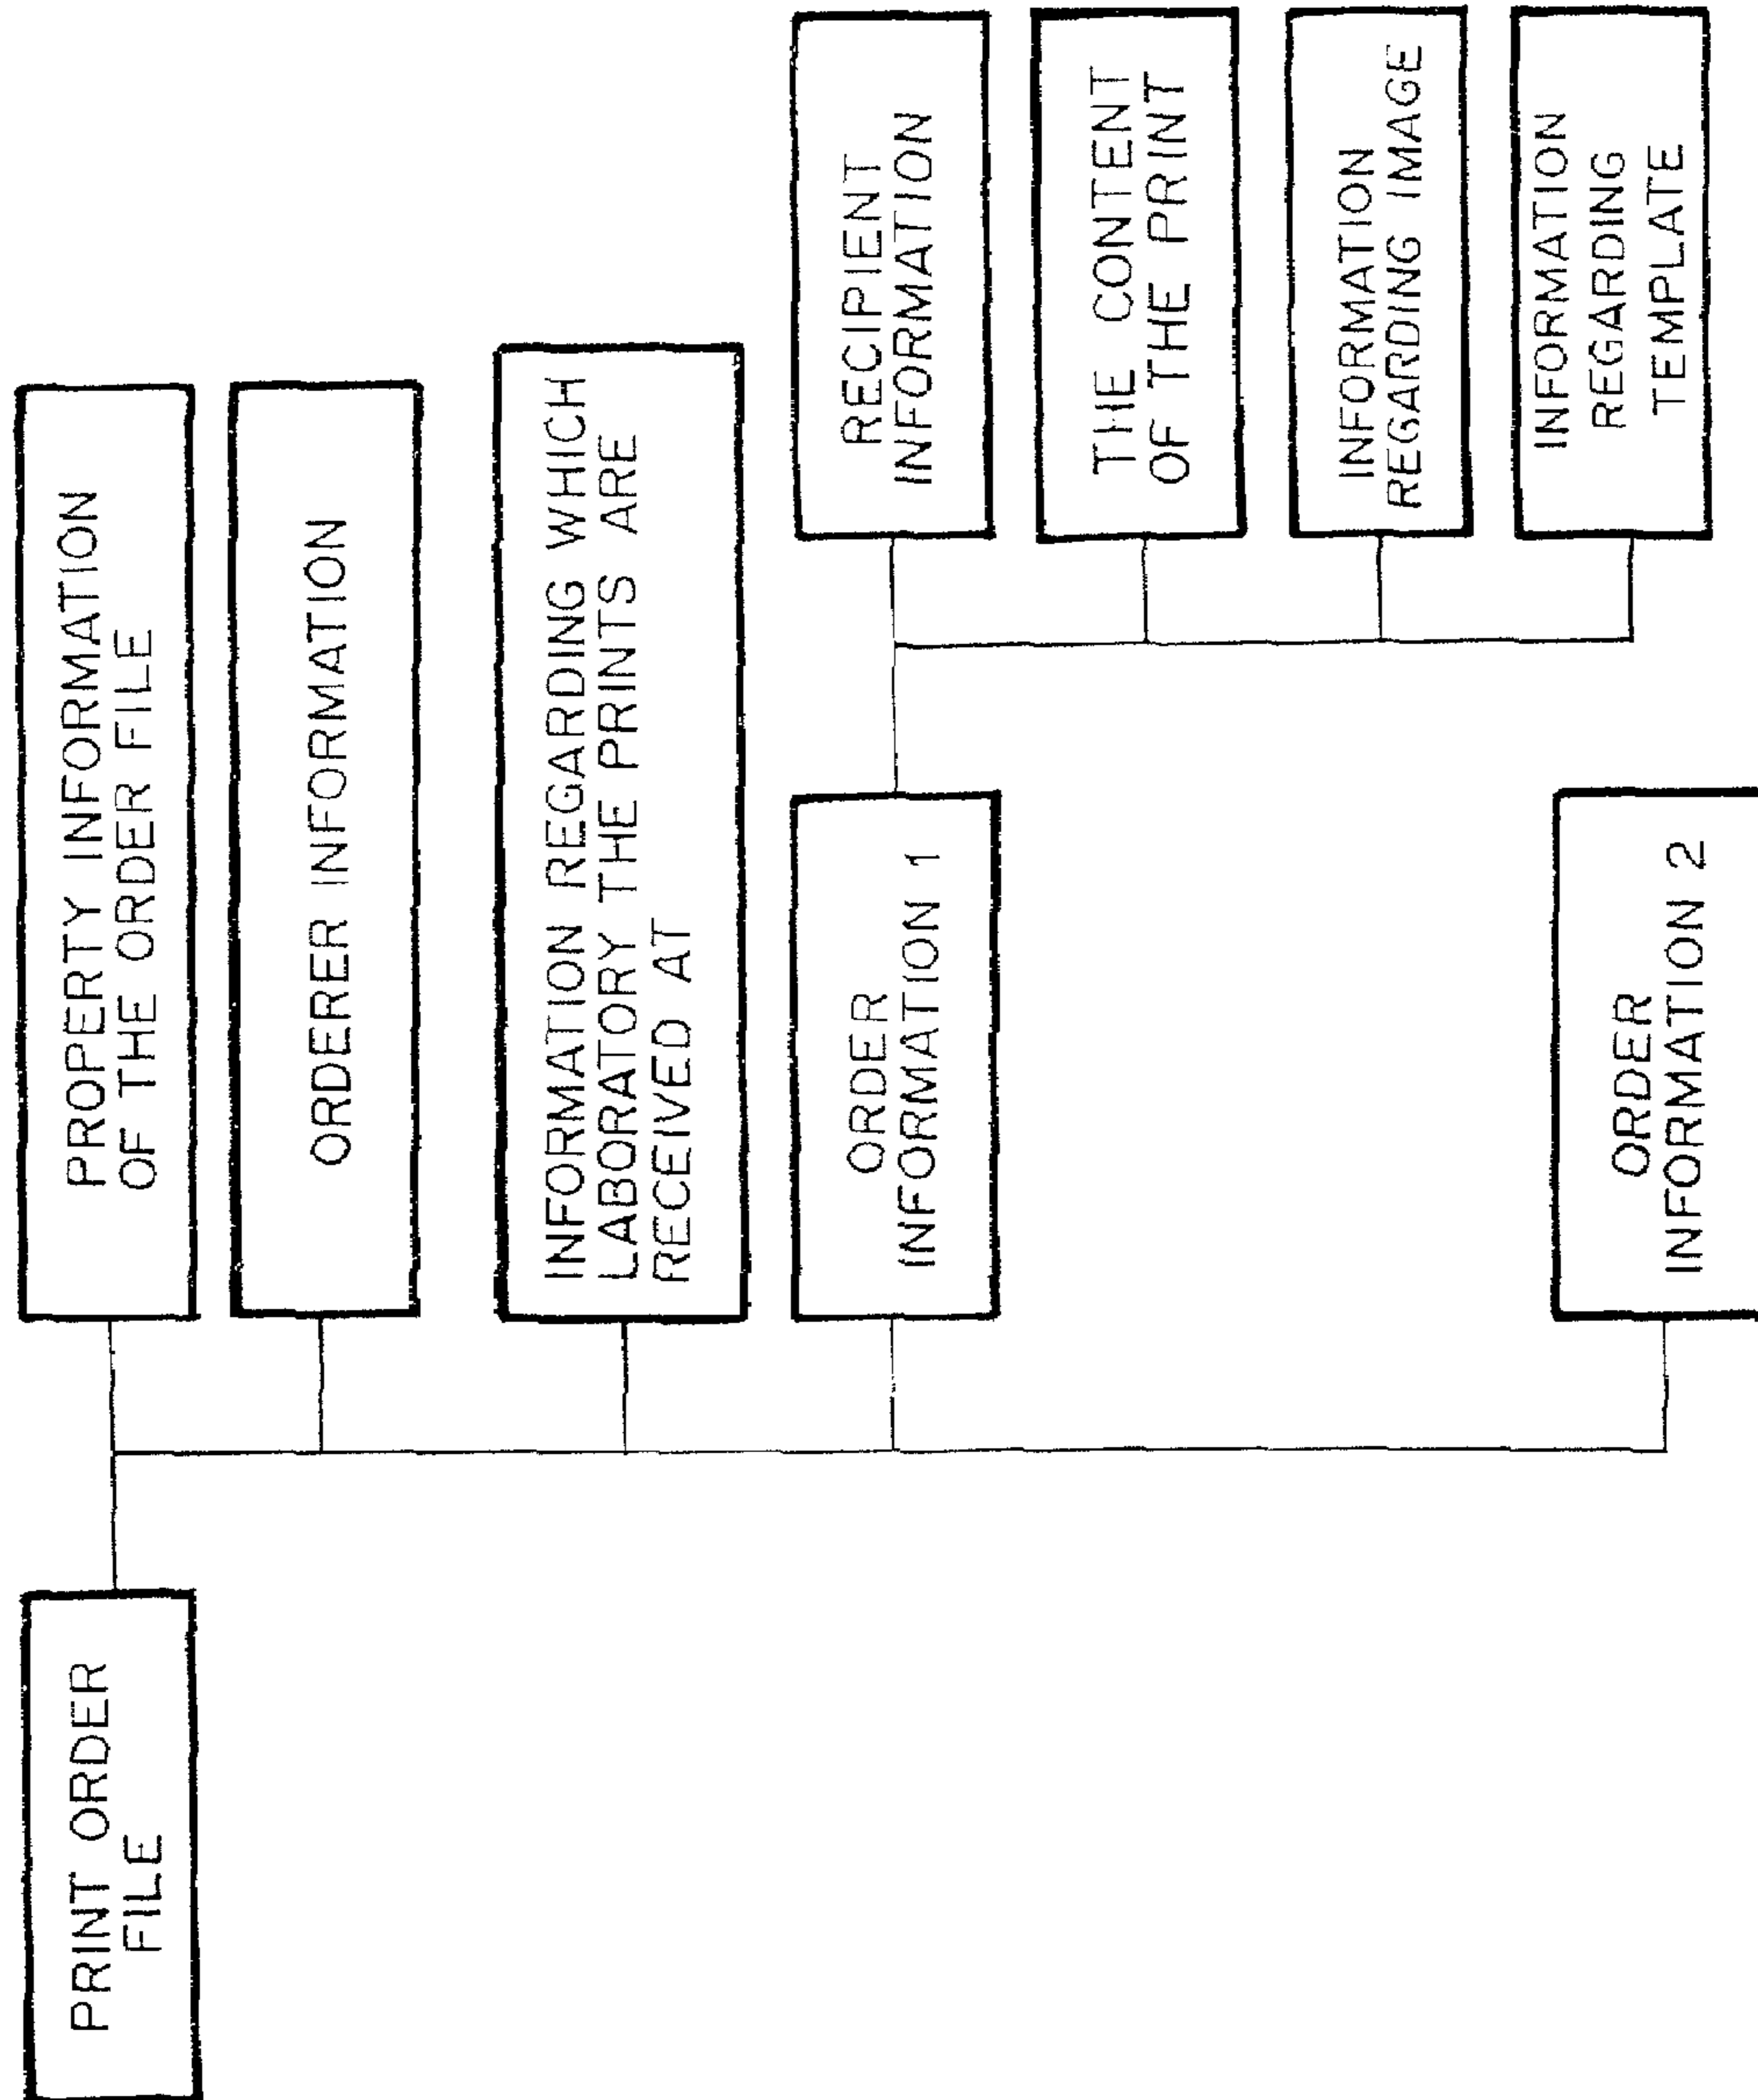 PRINT ORDER
FILE
PROPERTY INFORMATION
OF THE ORDER FILE
ORDERER INFORMATION
INFORMATION REGARDING WHICH
LABORATORY THE PRINTS ARE
RECEIVED AT
ORDER
INFORMATION 1
RECIPIENT
INFORMATION
THE CONTENT
OF THE PRINT
INFORMATION
REGARDING IMAGE
INFORMATION
REGARDING
TEMPLATE
ORDER
INFORMATION 2